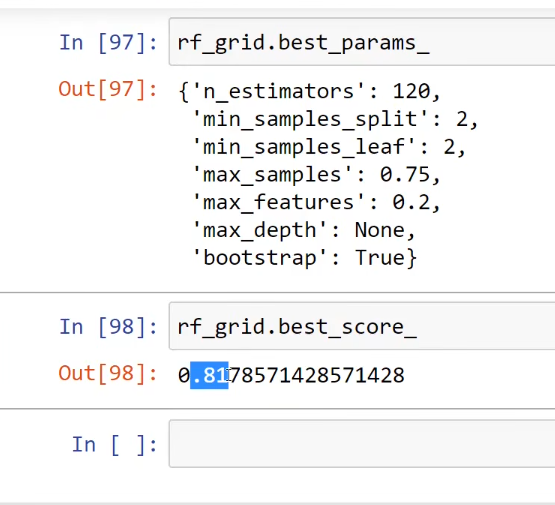 In [97]: rf_grid.best_params_
Out[97]: {'n_estimators': 120,
'min_samples_split': 2,
'min_samples_leaf': 2,
'max_samples': 0.75,
'max_features': 0.2,
'max_depth': None,
'bootstrap': True}
In [98]: rf_grid.best_score_
Out[98]: 0.8178571428571428
In [ ]: